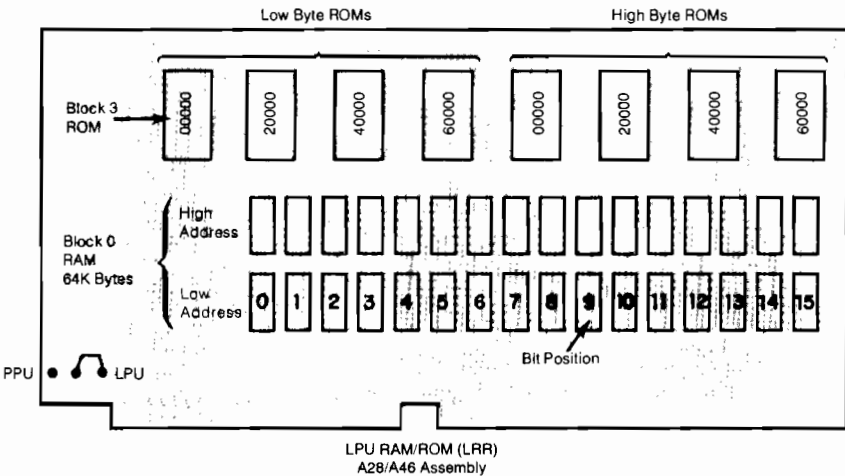 Low Byte ROMs
High Byte ROMs
Block 3
ROM
00000
20000
40000
60000
00000
20000
40000
60000
High
Address
Block 0
RAM
64K Bytes
Low
Address
0 1 2 3 4 5 6 7 8 9 10 11 12 13 14 15
Bit Position
PPU
LPU
LPU RAM/ROM (LRR)
A28/A46 Assembly